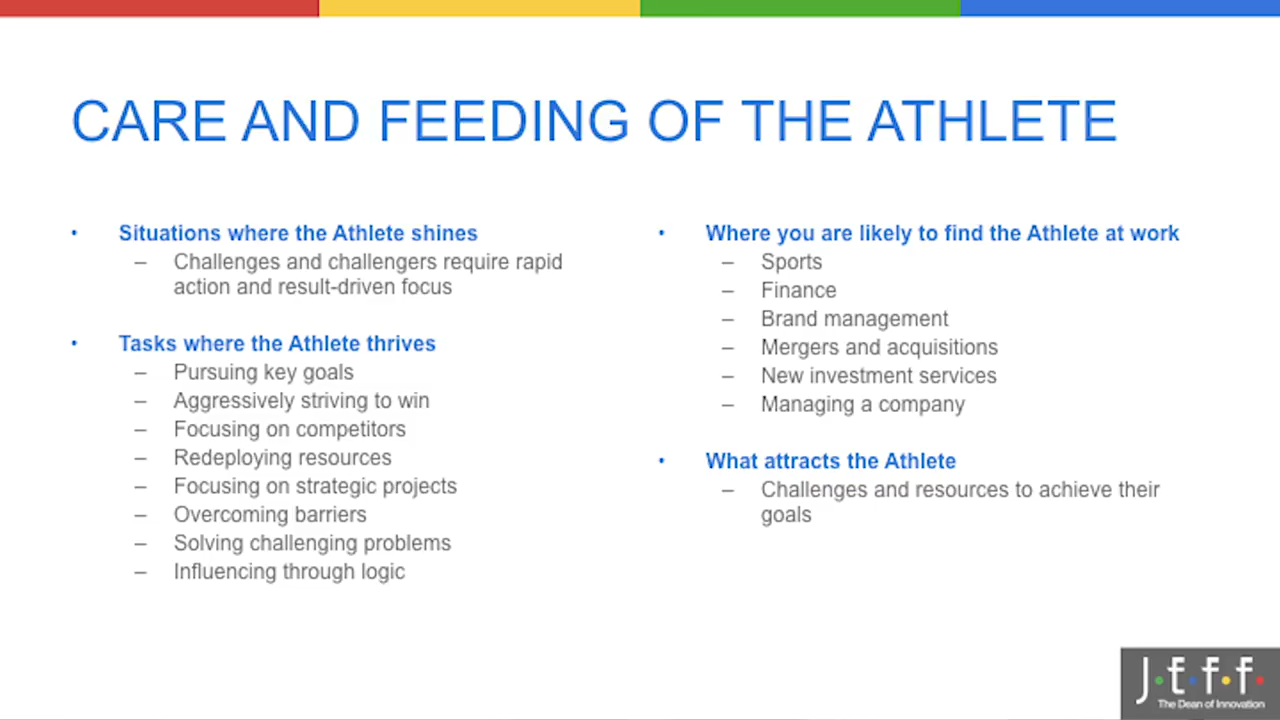 CARE AND FEEDING OF THE ATHLETE
• Situations where the Athlete shines
– Challenges and challengers require rapid
action and result-driven focus
• Tasks where the Athlete thrives
– Pursuing key goals
– Aggressively striving to win
– Focusing on competitors
– Redeploying resources
– Focusing on strategic projects
– Overcoming barriers
– Solving challenging problems
– Influencing through logic
• Where you are likely to find the Athlete at work
– Sports
– Finance
– Brand management
– Mergers and acquisitions
– New investment services
– Managing a company
• What attracts the Athlete
– Challenges and resources to achieve their
goals
J•e•f•f•
The Dean of Innovation